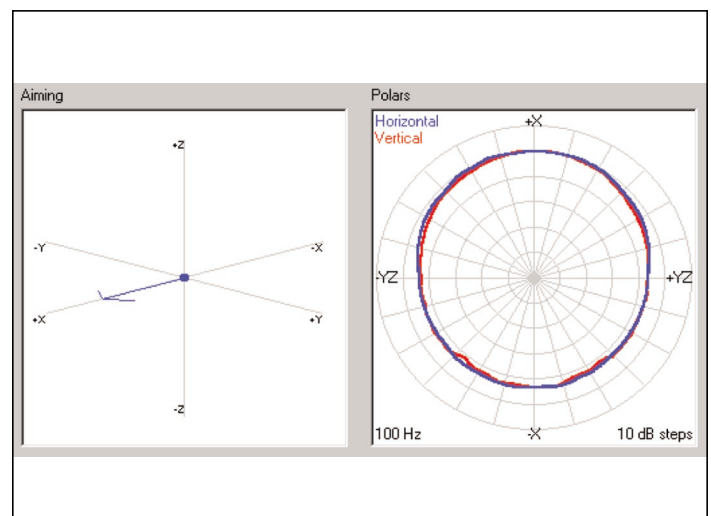 Aiming
+Z
-Y
-X
+X
+Y
-Z
Polars
Horizontal
Vertical
+X
-YZ
+YZ
-X
100 Hz
10 dB steps